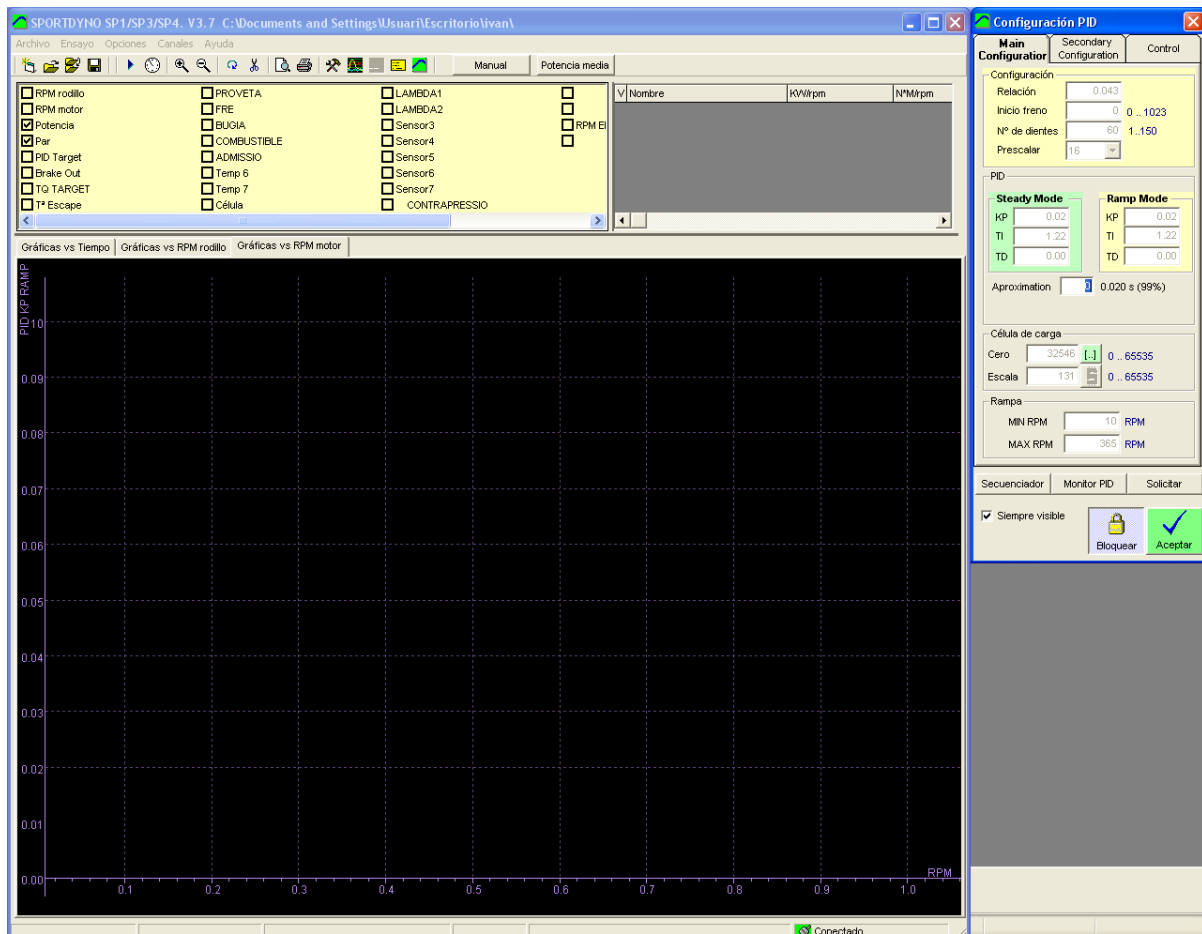 SPORTDYNO SP1/SP3/SP4. V3.7 C:\Documents and Settings\Usuari\Escritorio\ivan\
Archivo Ensayo Opciones Canales Ayuda
Manual Potencia media
RPM rodillo PROVETA LAMBDA1
RPM motor FRE LAMBDA2
Potencia BUGIA Sensor3 RPM El
Par COMBUSTIBLE Sensor4
PID Target ADMISSIO Sensor5
Brake Out Temp 6 Sensor6
TQ TARGET Temp 7 Sensor7
Tª Escape Célula CONTRAPRESSIO
V Nombre KW/rpm N*M/rpm
Gráficas vs Tiempo Gráficas vs RPM rodillo Gráficas vs RPM motor
PID KP RAMP
0.10
0.09
0.08
0.07
0.06
0.05
0.04
0.03
0.02
0.01
0.00
0.1 0.2 0.3 0.4 0.5 0.6 0.7 0.8 0.9 1.0
RPM
Conectado
Configuración PID
Main Configuration Secondary Configuration Control
Configuración
Relación 0.043
Inicio freno 0 0 .. 1023
Nº de dientes 60 1..150
Prescalar 16
PID
Steady Mode Ramp Mode
KP 0.02 KP 0.02
TI 1.22 TI 1.22
TD 0.00 TD 0.00
Aproximation 0 0.020 s (99%)
Célula de carga
Cero 32546 [..] 0 .. 65535
Escala 131 0 .. 65535
Rampa
MIN RPM 10 RPM
MAX RPM 365 RPM
Secuenciador Monitor PID Solicitar
Siempre visible
Bloquear Aceptar